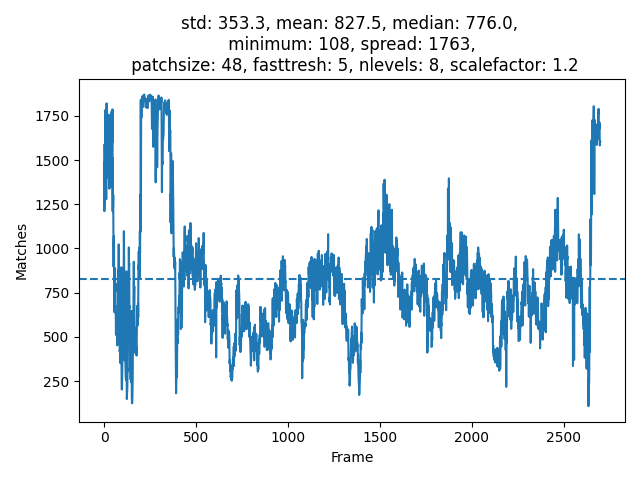 std: 353.3, mean: 827.5, median: 776.0,
minimum: 108, spread: 1763,
patchsize: 48, fasttresh: 5, nlevels: 8, scalefactor: 1.2
1750
1500
1250
1000
750
500
250
Matches
0
500
1000
1500
2000
2500
Frame